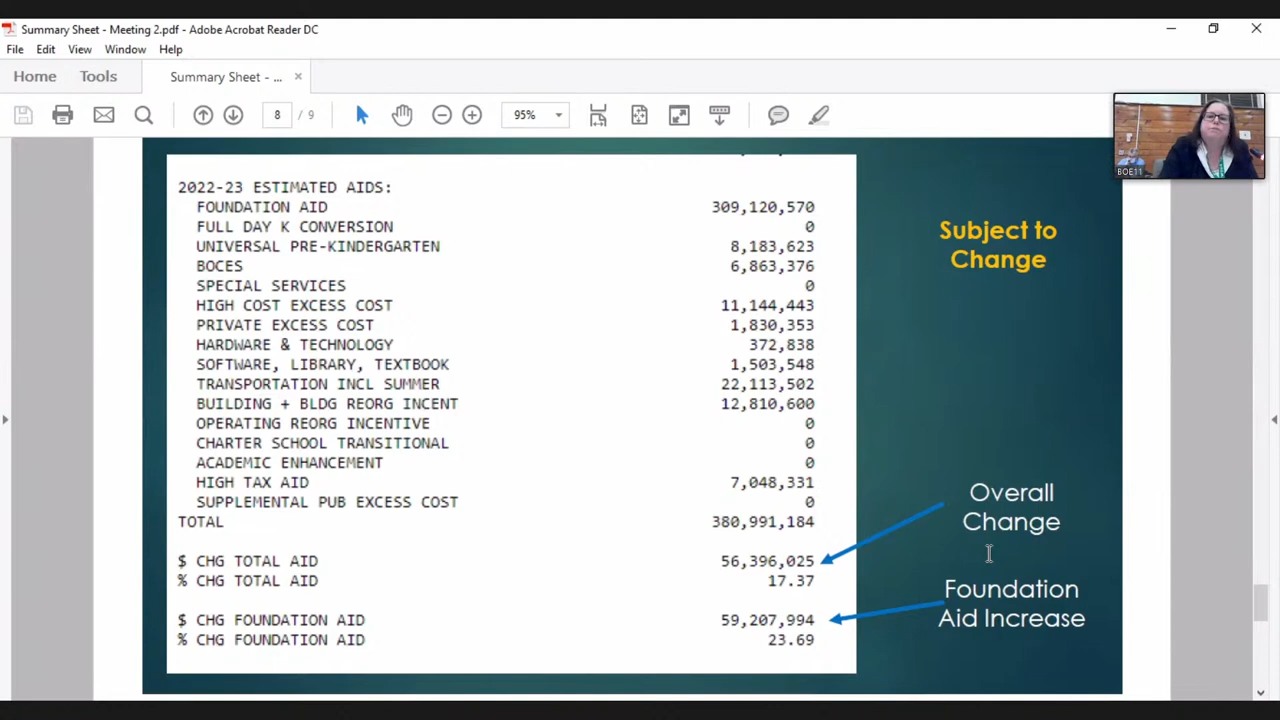 Summary Sheet - Meeting 2.pdf - Adobe Acrobat Reader DC
File Edit View Window Help
Home Tools Summary Sheet - ... ×
8 / 9 95%
BOE11
2022-23 ESTIMATED AIDS:
FOUNDATION AID 309,120,570
FULL DAY K CONVERSION 0
UNIVERSAL PRE-KINDERGARTEN 8,183,623
BOCES 6,863,376
SPECIAL SERVICES 0
HIGH COST EXCESS COST 11,144,443
PRIVATE EXCESS COST 1,830,353
HARDWARE & TECHNOLOGY 372,838
SOFTWARE, LIBRARY, TEXTBOOK 1,503,548
TRANSPORTATION INCL SUMMER 22,113,502
BUILDING + BLDG REORG INCENT 12,810,600
OPERATING REORG INCENTIVE 0
CHARTER SCHOOL TRANSITIONAL 0
ACADEMIC ENHANCEMENT 0
HIGH TAX AID 7,048,331
SUPPLEMENTAL PUB EXCESS COST 0
TOTAL 380,991,184
$ CHG TOTAL AID 56,396,025
% CHG TOTAL AID 17.37
$ CHG FOUNDATION AID 59,207,994
% CHG FOUNDATION AID 23.69
Subject to
Change
Overall
Change
Foundation
Aid Increase